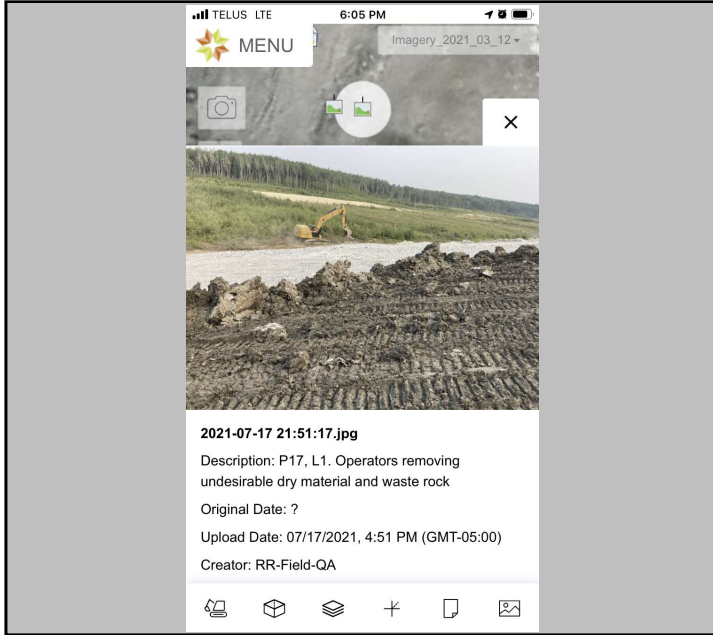 TELUS LTE 6:05 PM
MENU Imagery_2021_03_12
2021-07-17 21:51:17.jpg
Description: P17, L1. Operators removing
undesirable dry material and waste rock
Original Date: ?
Upload Date: 07/17/2021, 4:51 PM (GMT-05:00)
Creator: RR-Field-QA